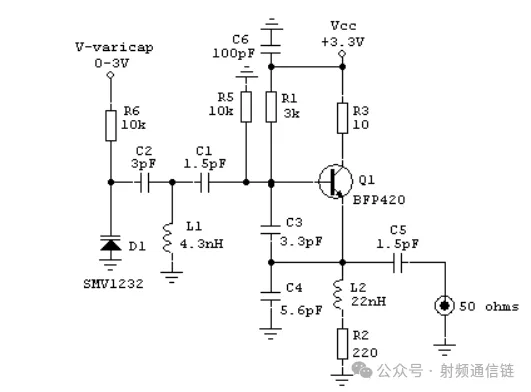 C6
100pF
Vcc
+3.3V
V-varicap
0-3V
R6
10k
R5
10k
R1
3k
R3
10
C2
3pF
C1
1.5pF
Q1
BFP420
L1
4.3nH
D1
SMV1232
C3
3.3pF
C5
1.5pF
C4
5.6pF
L2
22nH
50 ohms
R2
220
公众号 · 射频通信链